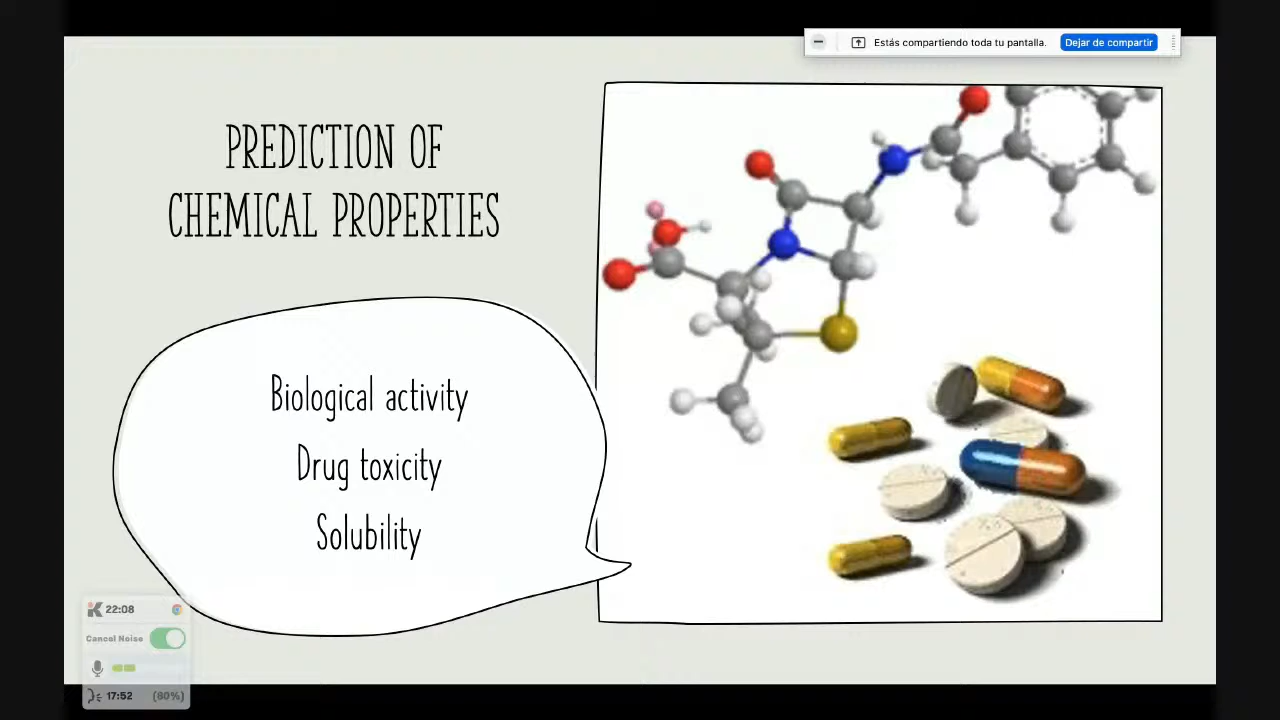 Estás compartiendo toda tu pantalla. Dejar de compartir
PREDICTION OF
CHEMICAL PROPERTIES
Biological activity
Drug toxicity
Solubility
22:08
Cancel Noise
17:52 (80%)